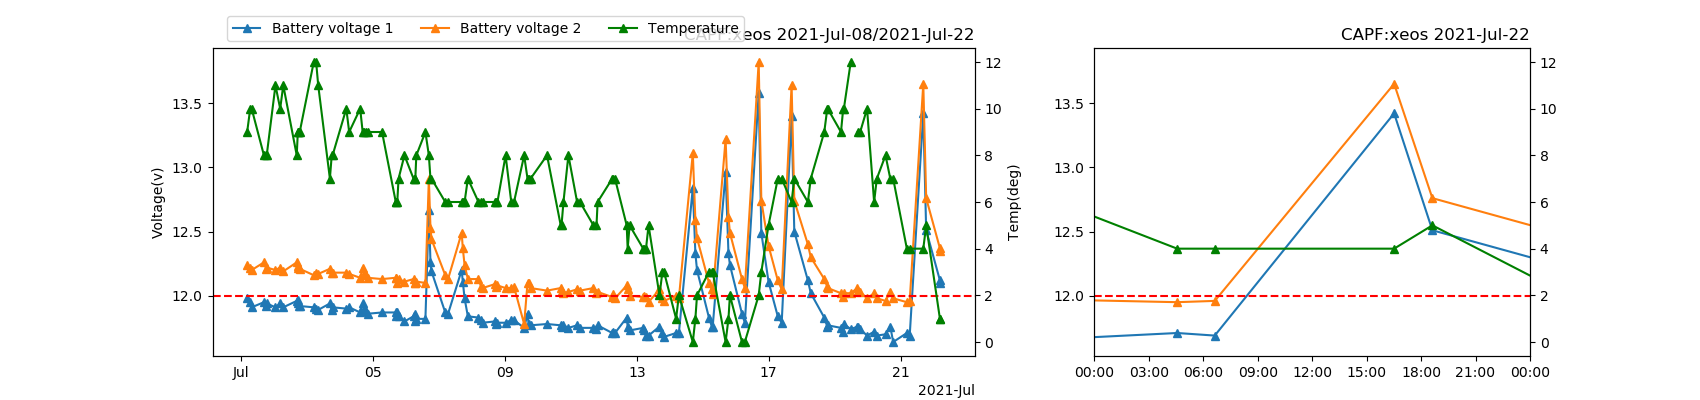 Battery voltage 1 Battery voltage 2 Temperature
CAPF:xeos 2021-Jul-08/2021-Jul-22
CAPF:xeos 2021-Jul-22
Voltage(v)
13.5
13.0
12.5
12.0
12
10
8
6
4
2
0
Temp(deg)
Jul 05 09 13 17 21
2021-Jul
13.5
13.0
12.5
12.0
12
10
8
6
4
2
0
00:00 03:00 06:00 09:00 12:00 15:00 18:00 21:00 00:00